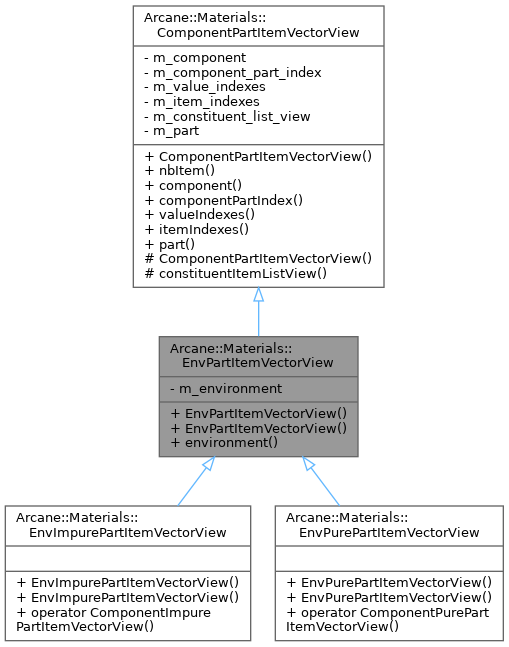 Arcane::Materials::
ComponentPartItemVectorView
- m_component
- m_component_part_index
- m_value_indexes
- m_item_indexes
- m_constituent_list_view
- m_part
+ ComponentPartItemVectorView()
+ nbItem()
+ component()
+ componentPartIndex()
+ valueIndexes()
+ itemIndexes()
+ part()
# ComponentPartItemVectorView()
# constituentItemListView()
Arcane::Materials::
EnvPartItemVectorView
- m_environment
+ EnvPartItemVectorView()
+ EnvPartItemVectorView()
+ environment()
Arcane::Materials::
EnvImpurePartItemVectorView
+ EnvImpurePartItemVectorView()
+ EnvImpurePartItemVectorView()
+ operator ComponentImpure
PartItemVectorView()
Arcane::Materials::
EnvPurePartItemVectorView
+ EnvPurePartItemVectorView()
+ EnvPurePartItemVectorView()
+ operator ComponentPurePart
ItemVectorView()